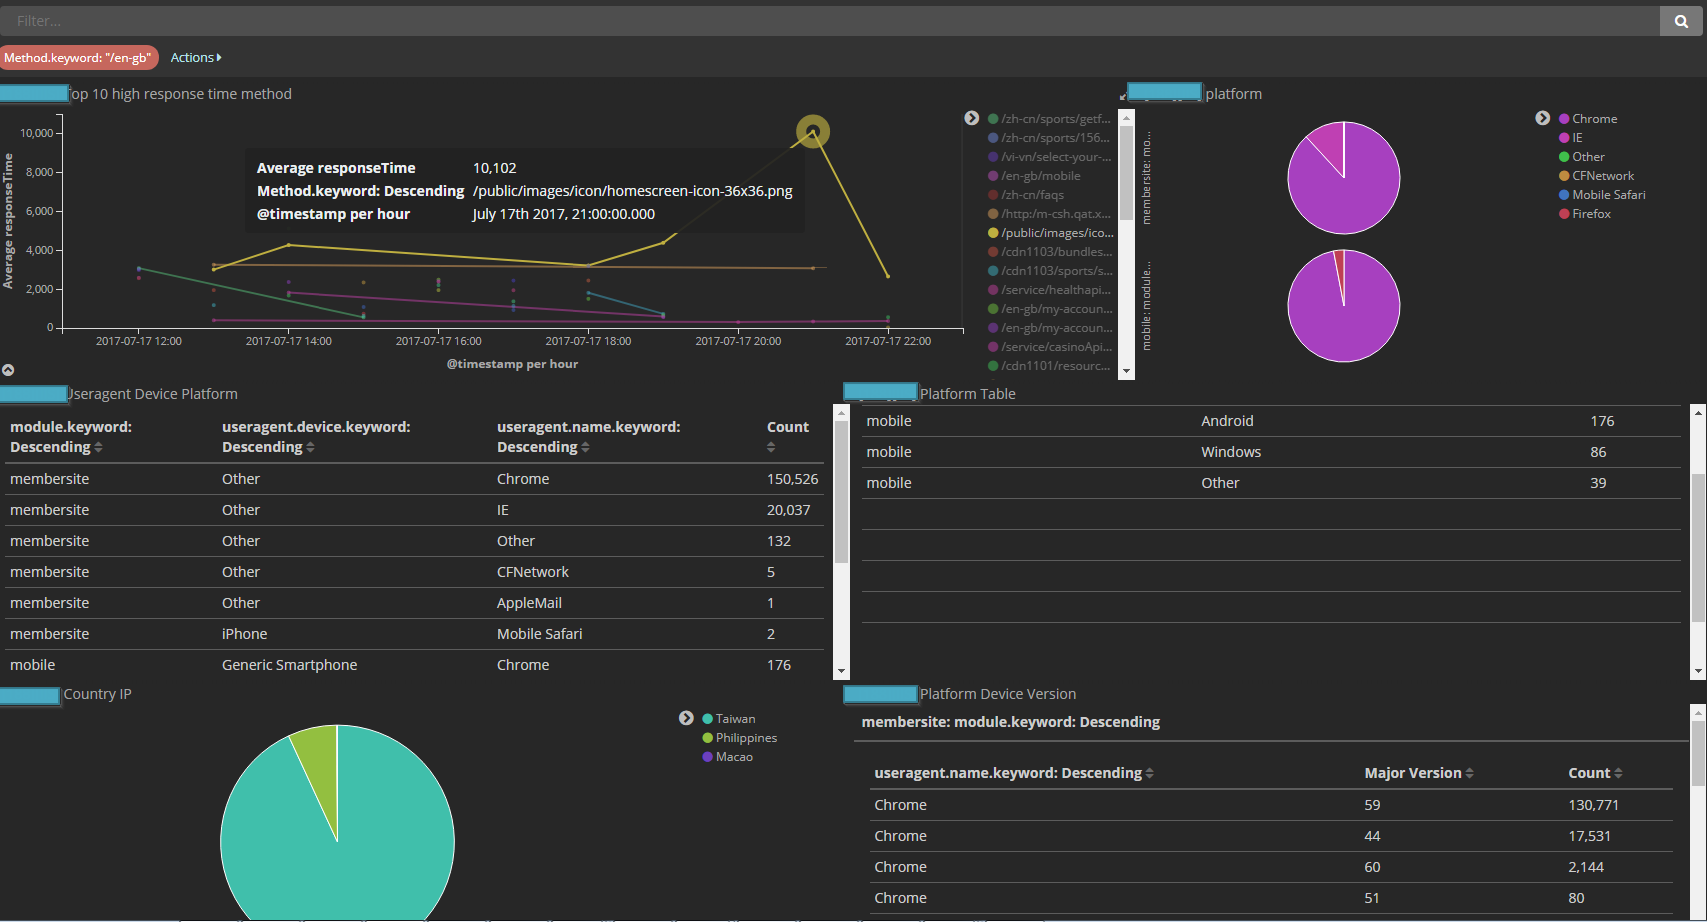 Filter...
Method.keyword: "/en-gb" Actions
op 10 high response time method
Average responseTime
10,000
8,000
6,000
4,000
2,000
0
Average responseTime 10,102
Method.keyword: Descending /public/images/icon/homescreen-icon-36x36.png
@timestamp per hour July 17th 2017, 21:00:00.000
2017-07-17 12:00 2017-07-17 14:00 2017-07-17 16:00 2017-07-17 18:00 2017-07-17 20:00 2017-07-17 22:00
@timestamp per hour
/zh-cn/sports/getf...
/zh-cn/sports/156...
/vi-vn/select-your-...
/en-gb/mobile
/zh-cn/faqs
/http:/m-csh.qat.x...
/public/images/ico...
/cdn1103/bundles...
/cdn1103/sports/s...
/service/healthapi...
/en-gb/my-accoun...
/en-gb/my-accoun...
/service/casinoApi...
/cdn1101/resourc...
platform
membersite: mo...
mobile: module...
Chrome
IE
Other
CFNetwork
Mobile Safari
Firefox
Useragent Device Platform
module.keyword: Descending useragent.device.keyword: Descending useragent.name.keyword: Descending Count
membersite Other Chrome 150,526
membersite Other IE 20,037
membersite Other Other 132
membersite Other CFNetwork 5
membersite Other AppleMail 1
membersite iPhone Mobile Safari 2
mobile Generic Smartphone Chrome 176
Platform Table
mobile Android 176
mobile Windows 86
mobile Other 39
Country IP
Taiwan
Philippines
Macao
Platform Device Version
membersite: module.keyword: Descending
useragent.name.keyword: Descending Major Version Count
Chrome 59 130,771
Chrome 44 17,531
Chrome 60 2,144
Chrome 51 80